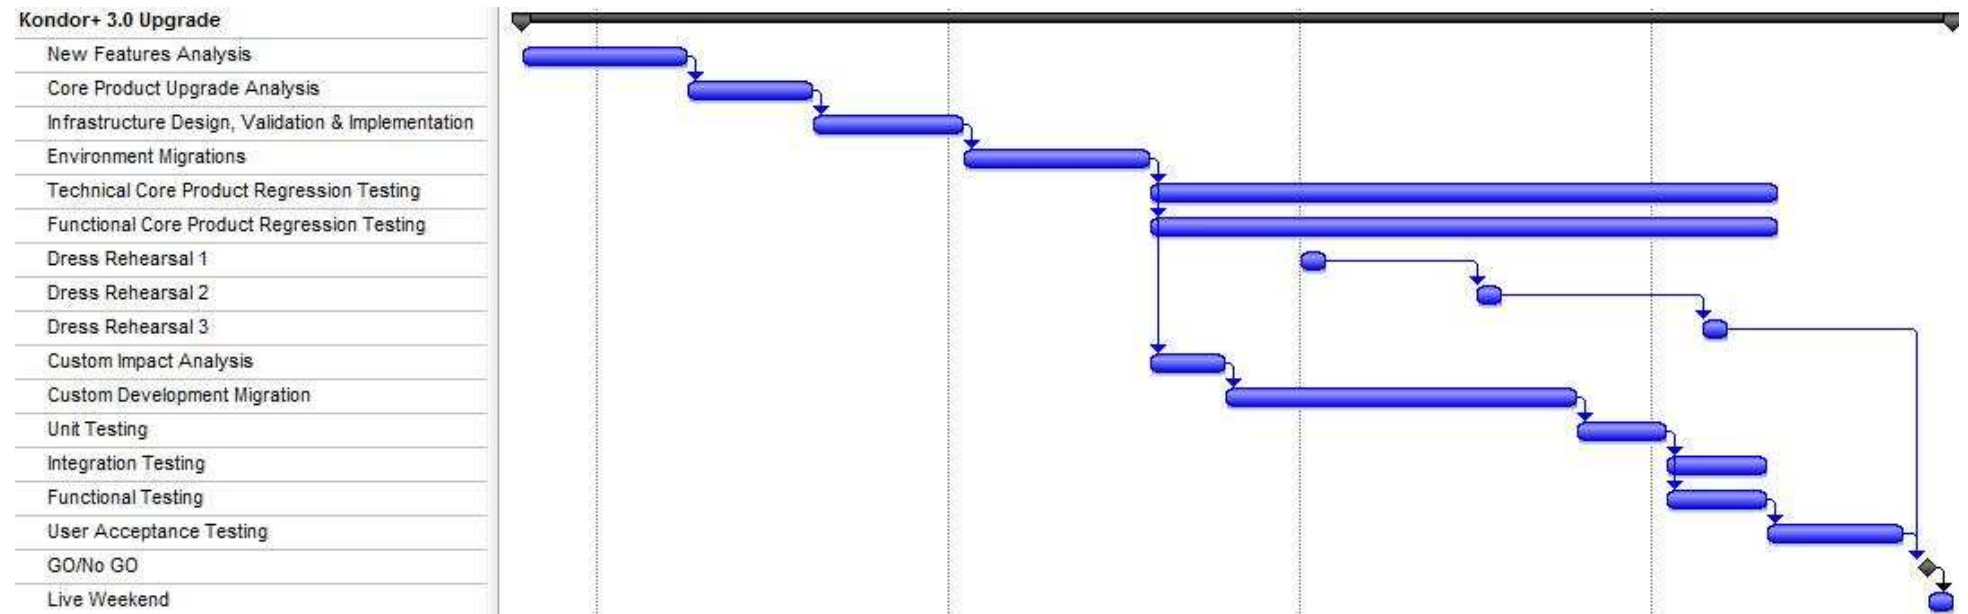 Kondor+ 3.0 Upgrade
New Features Analysis
Core Product Upgrade Analysis
Infrastructure Design, Validation & Implementation
Environment Migrations
Technical Core Product Regression Testing
Functional Core Product Regression Testing
Dress Rehearsal 1
Dress Rehearsal 2
Dress Rehearsal 3
Custom Impact Analysis
Custom Development Migration
Unit Testing
Integration Testing
Functional Testing
User Acceptance Testing
GO/No GO
Live Weekend